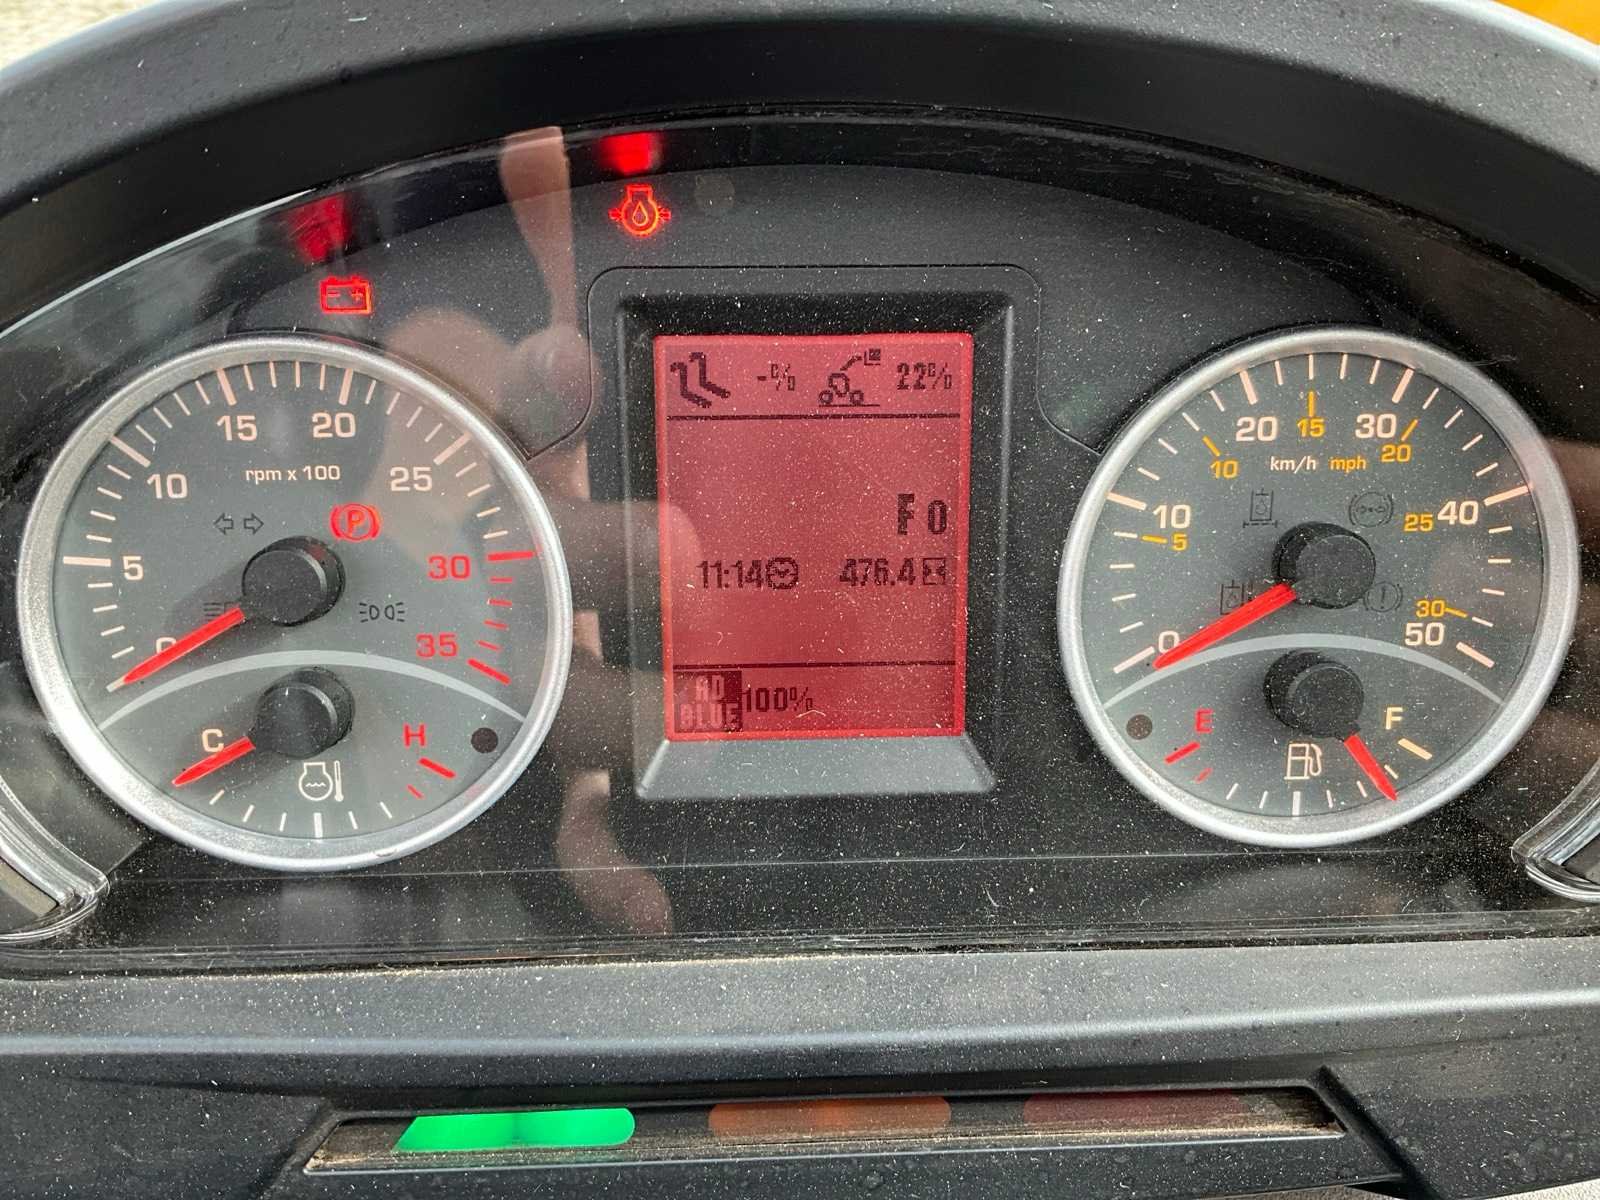 -% 22%
F 0
11:14 476.4
AD BLUE 100%
0 5 10 15 20 25 30 35
rpm x 100
P
C H
0 10 20 30 40 50
5 10 15 20 25 30
km/h mph
E F